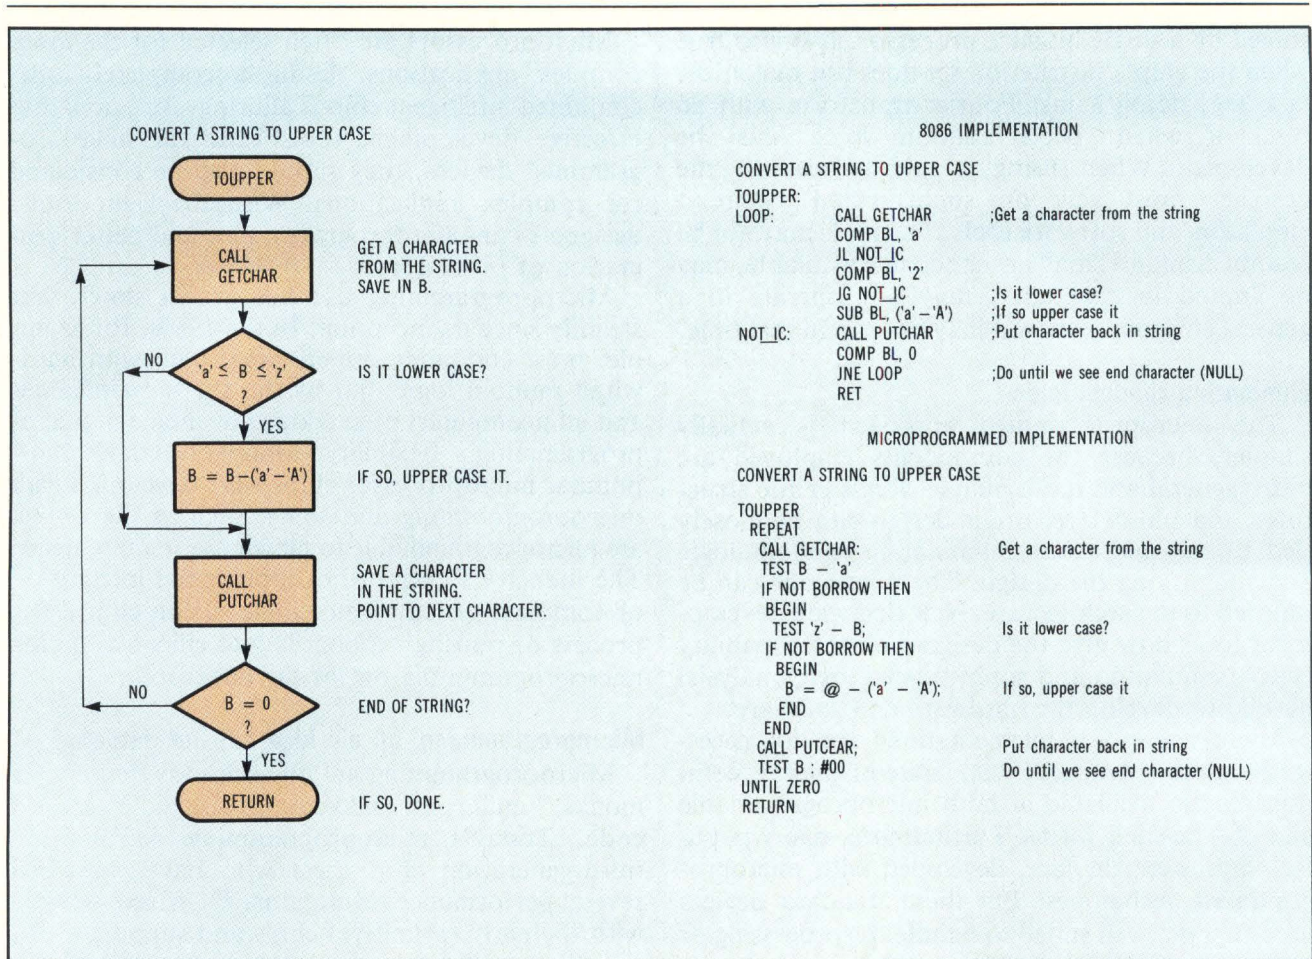 CONVERT A STRING TO UPPER CASE
TOUPPER
CALL
GETCHAR
GET A CHARACTER
FROM THE STRING.
SAVE IN B.
NO
'a' ≤ B ≤ 'z'
?
IS IT LOWER CASE?
YES
B = B−('a'−'A')
IF SO, UPPER CASE IT.
CALL
PUTCHAR
SAVE A CHARACTER
IN THE STRING.
POINT TO NEXT CHARACTER.
NO
B = 0
?
END OF STRING?
YES
RETURN
IF SO, DONE.
8086 IMPLEMENTATION
CONVERT A STRING TO UPPER CASE
TOUPPER:
LOOP: CALL GETCHAR ;Get a character from the string
COMP BL, 'a'
JL NOT_IC
COMP BL, '2'
JG NOT_IC ;Is it lower case?
SUB BL, ('a'−'A') ;If so upper case it
NOT_IC: CALL PUTCHAR ;Put character back in string
COMP BL, 0
JNE LOOP ;Do until we see end character (NULL)
RET
MICROPROGRAMMED IMPLEMENTATION
CONVERT A STRING TO UPPER CASE
TOUPPER
REPEAT
CALL GETCHAR: Get a character from the string
TEST B − 'a'
IF NOT BORROW THEN
BEGIN
TEST 'z' − B; Is it lower case?
IF NOT BORROW THEN
BEGIN
B = @ − ('a' − 'A'); If so, upper case it
END
END
CALL PUTCEAR; Put character back in string
TEST B : #00 Do until we see end character (NULL)
UNTIL ZERO
RETURN